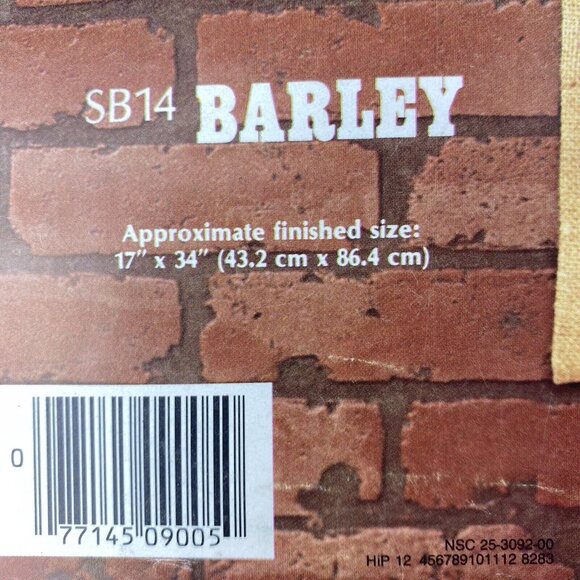 SB14 BARLEY
Approximate finished size:
17" x 34" (43.2 cm x 86.4 cm)
0
77145 09005
NSC 25-3092-00
HiP 12 456789101112 8283